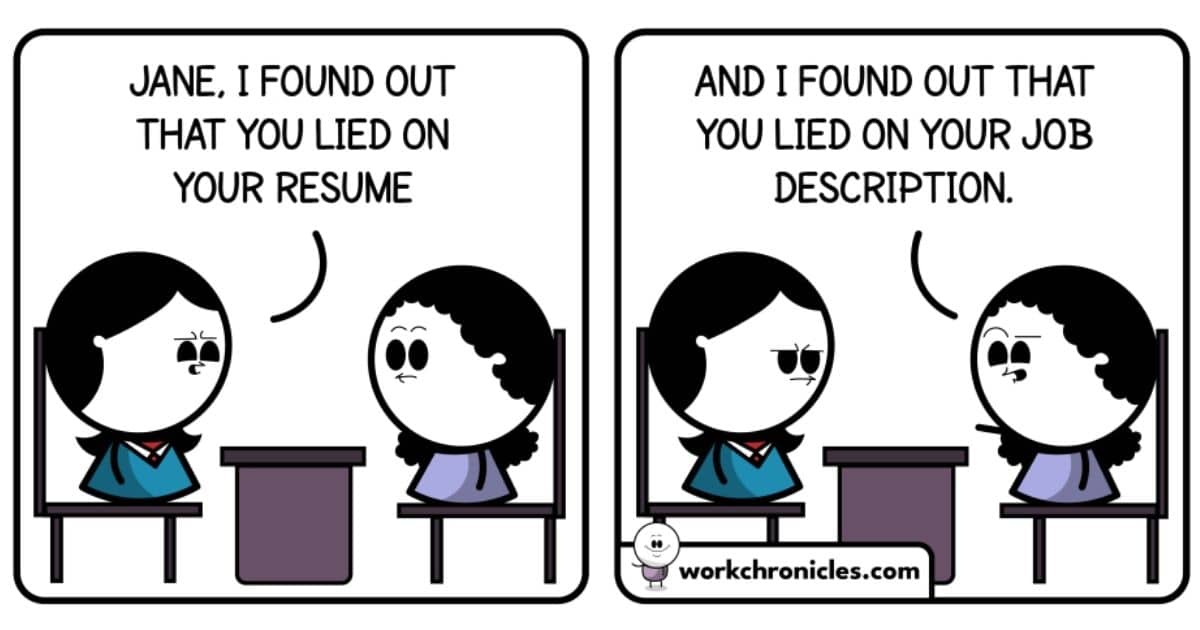 JANE, I FOUND OUT
THAT YOU LIED ON
YOUR RESUME
AND I FOUND OUT THAT
YOU LIED ON YOUR JOB
DESCRIPTION.
workchronicles.com